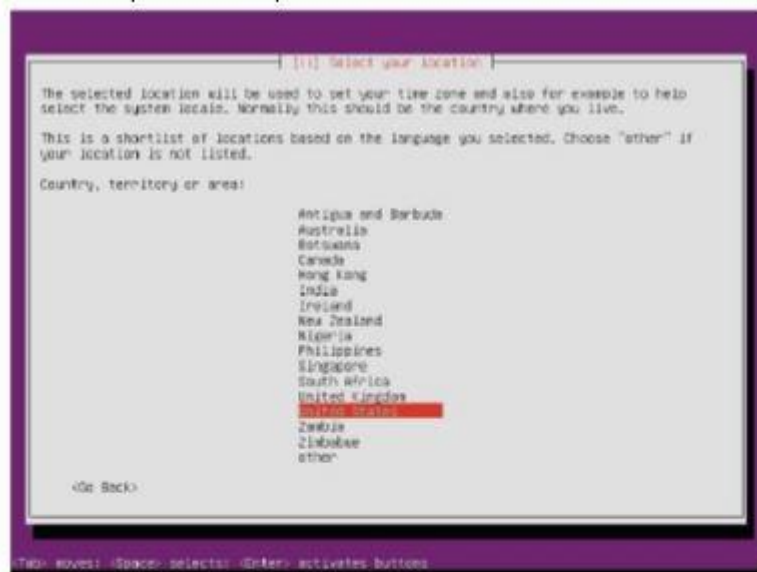 [!!] Select your location
The selected location will be used to set your time zone and also for example to help
select the system locale. Normally this should be the country where you live.
This is a shortlist of locations based on the language you selected. Choose "other" if
your location is not listed.
Country, territory or area:
Antigua and Barbuda
Australia
Botswana
Canada
Hong Kong
India
Ireland
New Zealand
Nigeria
Philippines
Singapore
South Africa
United Kingdom
United States
Zambia
Zimbabwe
other
<Go Back>
<Tab> moves; <Space> selects; <Enter> activates buttons